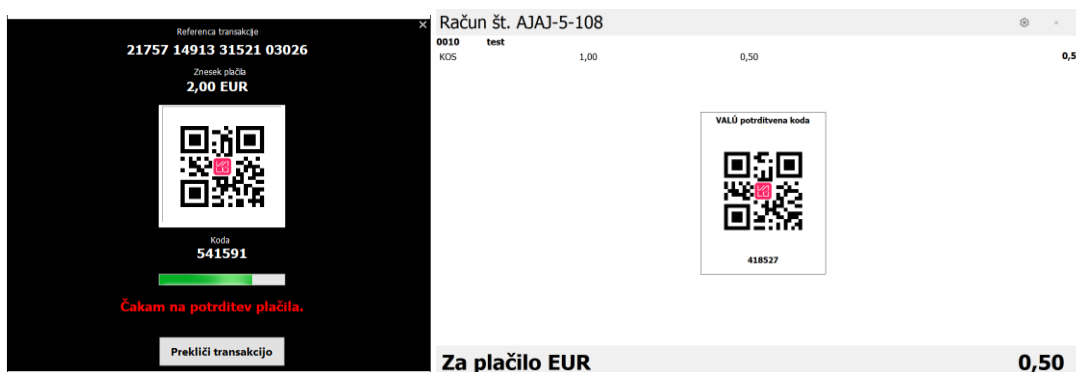 Referenca transakcije
21757 14913 31521 03026
Znesek plačila
2,00 EUR
Koda
541591
Čakam na potrditev plačila.
Prekliči transakcijo
Račun št. AJAJ-5-108
0010 test
KOS 1,00 0,50 0,5
VALÚ potrditvena koda
418527
Za plačilo EUR 0,50